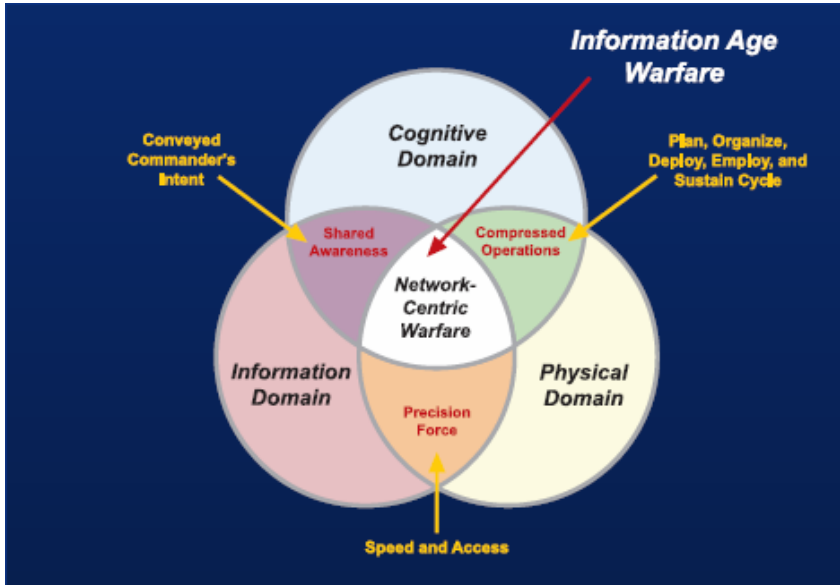 Information Age
Warfare
Conveyed
Commander's
Intent
Cognitive
Domain
Plan, Organize,
Deploy, Employ, and
Sustain Cycle
Shared
Awareness
Compressed
Operations
Network-
Centric
Warfare
Information
Domain
Physical
Domain
Precision
Force
Speed and Access